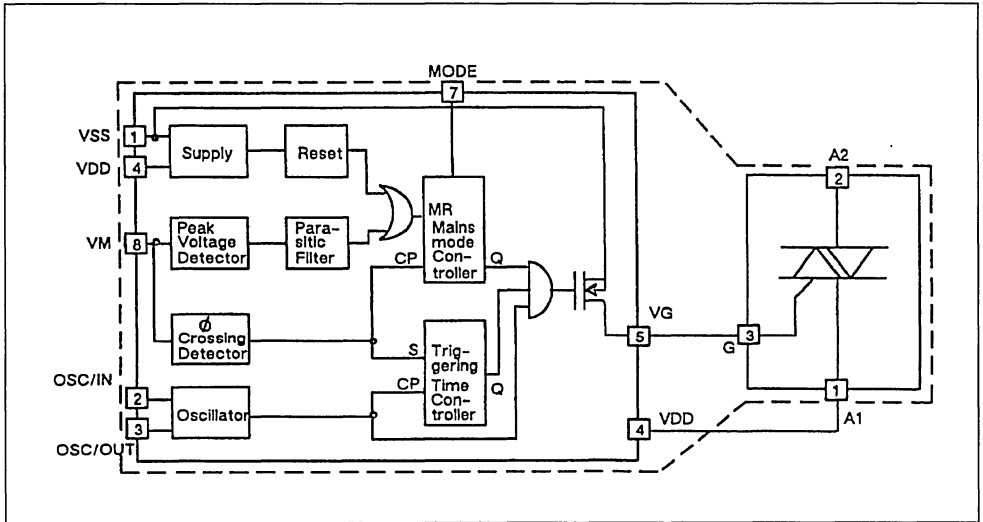 MODE
7
VSS
1
VDD
4
Supply
Reset
VM
8
Peak
Voltage
Detector
Para-
sitic
Filter
MR
Mains
mode
Con-
troller
CP
Q
Ø
Crossing
Detector
S
CP
Trig-
gering
Time
Con-
troller
Q
OSC/IN
2
3
OSC/OUT
Oscillator
VG
5
4
VDD
A2
2
3
G
1
A1